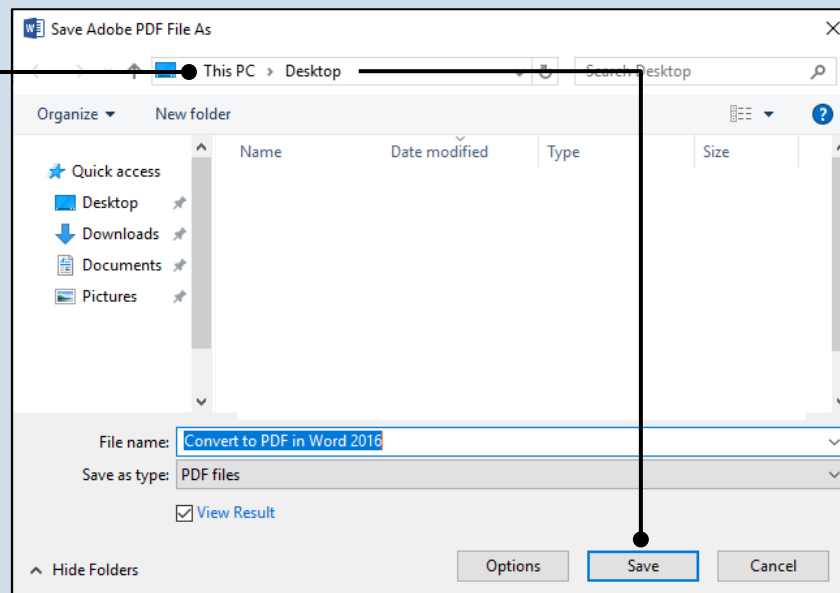 Save Adobe PDF File As
This PC > Desktop
Search Desktop
Organize
New folder
Name
Date modified
Type
Size
Quick access
Desktop
Downloads
Documents
Pictures
File name: Convert to PDF in Word 2016
Save as type: PDF files
View Result
Hide Folders
Options
Save
Cancel